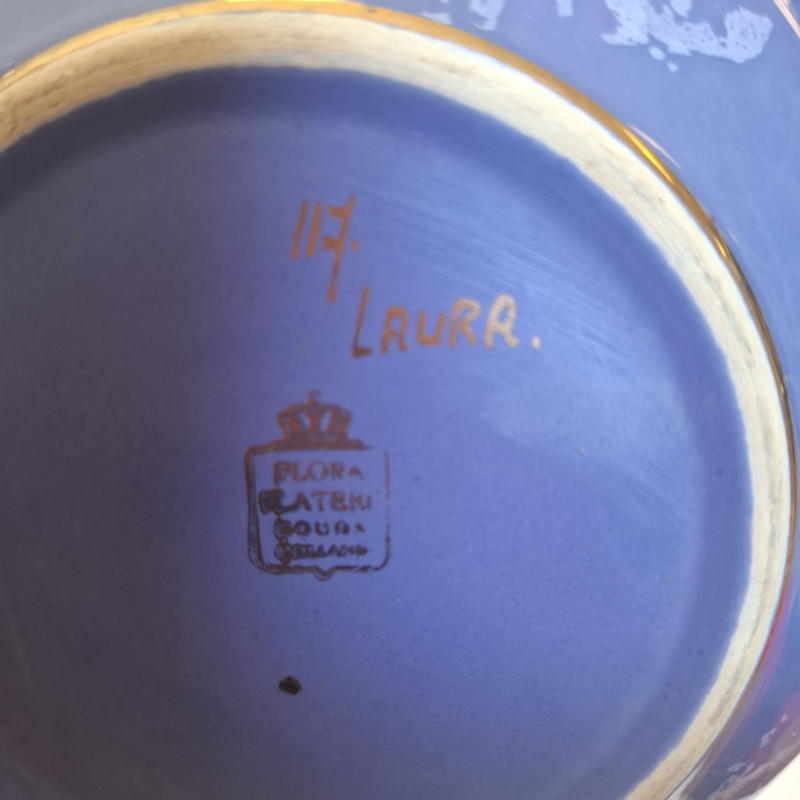 117.
LAURA.
FLORA
PLATEEL
GOUDA
HOLLAND